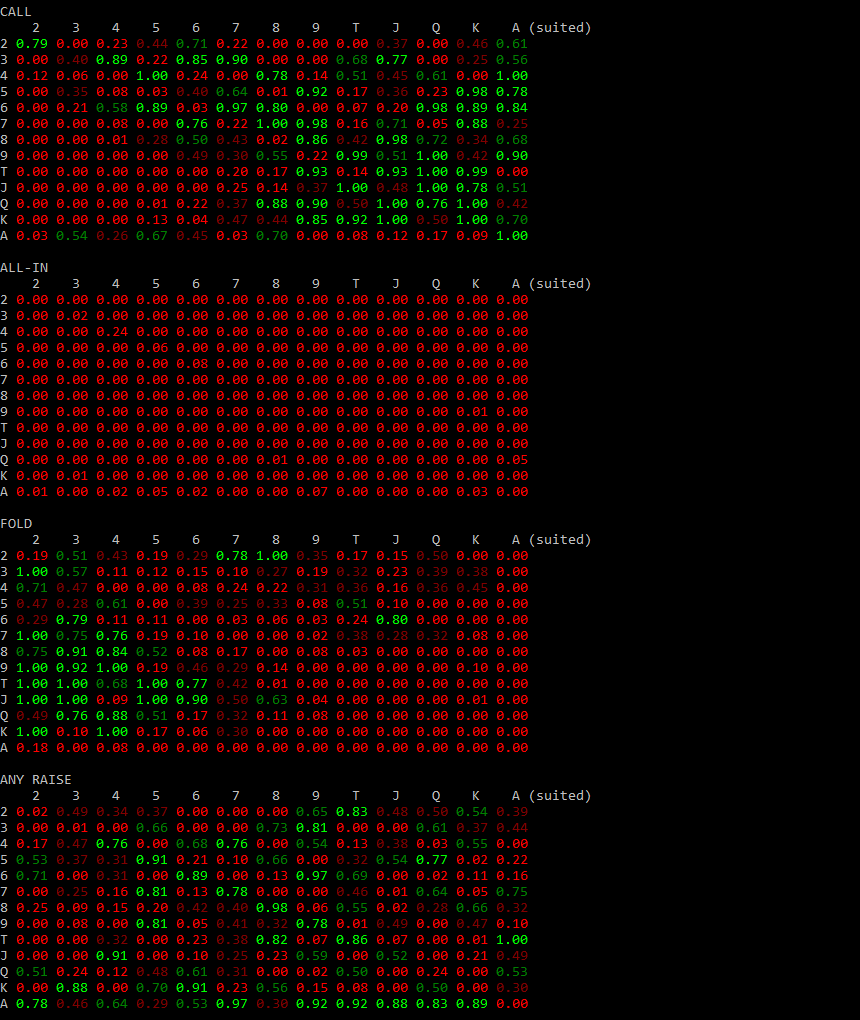 CALL
2 3 4 5 6 7 8 9 T J Q K A (suited)
2 0.79 0.00 0.23 0.44 0.71 0.22 0.00 0.00 0.00 0.37 0.00 0.46 0.61
3 0.00 0.40 0.89 0.22 0.85 0.90 0.00 0.00 0.68 0.77 0.00 0.25 0.56
4 0.12 0.06 0.00 1.00 0.24 0.00 0.78 0.14 0.51 0.45 0.61 0.00 1.00
5 0.00 0.35 0.08 0.03 0.40 0.64 0.01 0.92 0.17 0.36 0.23 0.98 0.78
6 0.00 0.21 0.58 0.89 0.03 0.97 0.80 0.00 0.07 0.20 0.98 0.89 0.84
7 0.00 0.00 0.08 0.00 0.76 0.22 1.00 0.98 0.16 0.71 0.05 0.88 0.25
8 0.00 0.00 0.01 0.28 0.50 0.43 0.02 0.86 0.42 0.98 0.72 0.34 0.68
9 0.00 0.00 0.00 0.00 0.49 0.30 0.55 0.22 0.99 0.51 1.00 0.42 0.90
T 0.00 0.00 0.00 0.00 0.00 0.20 0.17 0.93 0.14 0.93 1.00 0.99 0.00
J 0.00 0.00 0.00 0.00 0.00 0.25 0.14 0.37 1.00 0.48 1.00 0.78 0.51
Q 0.00 0.00 0.00 0.01 0.22 0.37 0.88 0.90 0.50 1.00 0.76 1.00 0.42
K 0.00 0.00 0.00 0.13 0.04 0.47 0.44 0.85 0.92 1.00 0.50 1.00 0.70
A 0.03 0.54 0.26 0.67 0.45 0.03 0.70 0.00 0.08 0.12 0.17 0.09 1.00
ALL-IN
2 3 4 5 6 7 8 9 T J Q K A (suited)
2 0.00 0.00 0.00 0.00 0.00 0.00 0.00 0.00 0.00 0.00 0.00 0.00 0.00
3 0.00 0.02 0.00 0.00 0.00 0.00 0.00 0.00 0.00 0.00 0.00 0.00 0.00
4 0.00 0.00 0.24 0.00 0.00 0.00 0.00 0.00 0.00 0.00 0.00 0.00 0.00
5 0.00 0.00 0.00 0.06 0.00 0.00 0.00 0.00 0.00 0.00 0.00 0.00 0.00
6 0.00 0.00 0.00 0.00 0.08 0.00 0.00 0.00 0.00 0.00 0.00 0.00 0.00
7 0.00 0.00 0.00 0.00 0.00 0.00 0.00 0.00 0.00 0.00 0.00 0.00 0.00
8 0.00 0.00 0.00 0.00 0.00 0.00 0.00 0.00 0.00 0.00 0.00 0.00 0.00
9 0.00 0.00 0.00 0.00 0.00 0.00 0.00 0.00 0.00 0.00 0.00 0.01 0.00
T 0.00 0.00 0.00 0.00 0.00 0.00 0.00 0.00 0.00 0.00 0.00 0.00 0.00
J 0.00 0.00 0.00 0.00 0.00 0.00 0.00 0.00 0.00 0.00 0.00 0.00 0.00
Q 0.00 0.00 0.00 0.00 0.00 0.00 0.01 0.00 0.00 0.00 0.00 0.00 0.05
K 0.00 0.01 0.00 0.00 0.00 0.00 0.00 0.00 0.00 0.00 0.00 0.00 0.00
A 0.01 0.00 0.02 0.05 0.02 0.00 0.00 0.07 0.00 0.00 0.00 0.03 0.00
FOLD
2 3 4 5 6 7 8 9 T J Q K A (suited)
2 0.19 0.51 0.43 0.19 0.29 0.78 1.00 0.35 0.17 0.15 0.50 0.00 0.00
3 1.00 0.57 0.11 0.12 0.15 0.10 0.27 0.19 0.32 0.23 0.39 0.38 0.00
4 0.71 0.47 0.00 0.00 0.08 0.24 0.22 0.31 0.36 0.16 0.36 0.45 0.00
5 0.47 0.28 0.61 0.00 0.39 0.25 0.33 0.08 0.51 0.10 0.00 0.00 0.00
6 0.29 0.79 0.11 0.11 0.00 0.03 0.06 0.03 0.24 0.80 0.00 0.00 0.00
7 1.00 0.75 0.76 0.19 0.10 0.00 0.00 0.02 0.38 0.28 0.32 0.08 0.00
8 0.75 0.91 0.84 0.52 0.08 0.17 0.00 0.08 0.03 0.00 0.00 0.00 0.00
9 1.00 0.92 1.00 0.19 0.46 0.29 0.14 0.00 0.00 0.00 0.00 0.10 0.00
T 1.00 1.00 0.68 1.00 0.77 0.42 0.01 0.00 0.00 0.00 0.00 0.00 0.00
J 1.00 1.00 0.09 1.00 0.90 0.50 0.63 0.04 0.00 0.00 0.00 0.01 0.00
Q 0.49 0.76 0.88 0.51 0.17 0.32 0.11 0.08 0.00 0.00 0.00 0.00 0.00
K 1.00 0.10 1.00 0.17 0.06 0.30 0.00 0.00 0.00 0.00 0.00 0.00 0.00
A 0.18 0.00 0.08 0.00 0.00 0.00 0.00 0.00 0.00 0.00 0.00 0.00 0.00
ANY RAISE
2 3 4 5 6 7 8 9 T J Q K A (suited)
2 0.02 0.49 0.34 0.37 0.00 0.00 0.00 0.65 0.83 0.48 0.50 0.54 0.39
3 0.00 0.01 0.00 0.66 0.00 0.00 0.73 0.81 0.00 0.00 0.61 0.37 0.44
4 0.17 0.47 0.76 0.00 0.68 0.76 0.00 0.54 0.13 0.38 0.03 0.55 0.00
5 0.53 0.37 0.31 0.91 0.21 0.10 0.66 0.00 0.32 0.54 0.77 0.02 0.22
6 0.71 0.00 0.31 0.00 0.89 0.00 0.13 0.97 0.69 0.00 0.02 0.11 0.16
7 0.00 0.25 0.16 0.81 0.13 0.78 0.00 0.00 0.46 0.01 0.64 0.05 0.75
8 0.25 0.09 0.15 0.20 0.42 0.40 0.98 0.06 0.55 0.02 0.28 0.66 0.32
9 0.00 0.08 0.00 0.81 0.05 0.41 0.32 0.78 0.01 0.49 0.00 0.47 0.10
T 0.00 0.00 0.32 0.00 0.23 0.38 0.82 0.07 0.86 0.07 0.00 0.01 1.00
J 0.00 0.00 0.91 0.00 0.10 0.25 0.23 0.59 0.00 0.52 0.00 0.21 0.49
Q 0.51 0.24 0.12 0.48 0.61 0.31 0.00 0.02 0.50 0.00 0.24 0.00 0.53
K 0.00 0.88 0.00 0.70 0.91 0.23 0.56 0.15 0.08 0.00 0.50 0.00 0.30
A 0.78 0.46 0.64 0.29 0.53 0.97 0.30 0.92 0.92 0.88 0.83 0.89 0.00